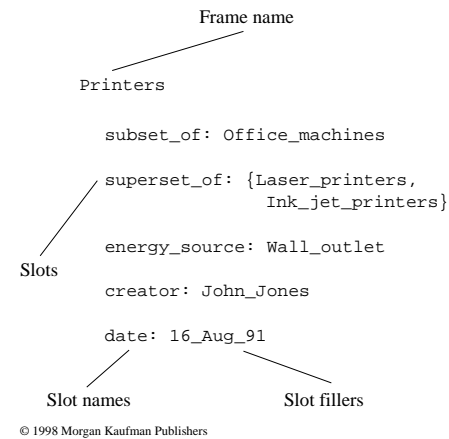 Frame name
Printers
subset_of: Office_machines
superset_of: {Laser_printers,
Ink_jet_printers}
energy_source: Wall_outlet
Slots
creator: John_Jones
date: 16_Aug_91
Slot names Slot fillers
© 1998 Morgan Kaufman Publishers